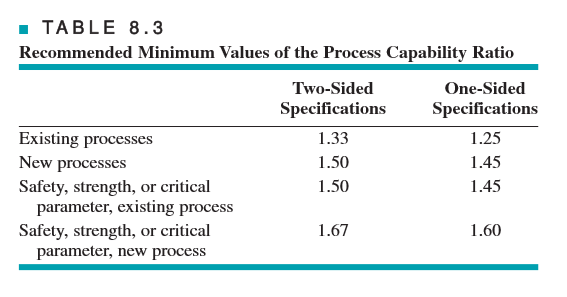 TABLE 8.3
Recommended Minimum Values of the Process Capability Ratio
Two-Sided One-Sided
Specifications Specifications
Existing processes 1.33 1.25
New processes 1.50 1.45
Safety, strength, or critical 1.50 1.45
parameter, existing process
Safety, strength, or critical 1.67 1.60
parameter, new process